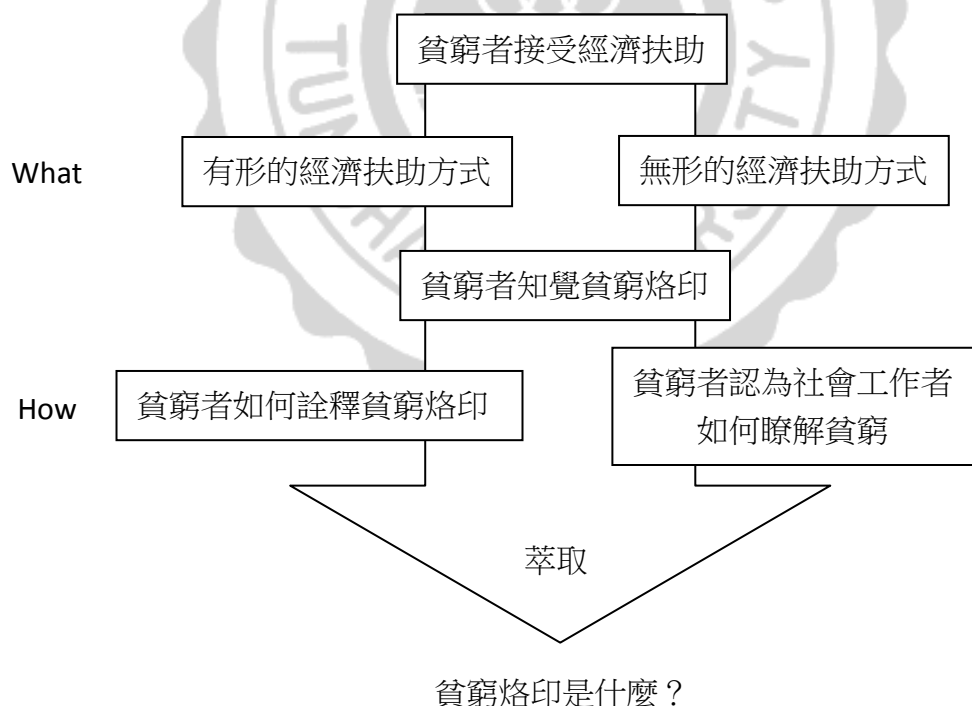 貧窮者接受經濟扶助
What
有形的經濟扶助方式
無形的經濟扶助方式
貧窮者知覺貧窮烙印
How
貧窮者如何詮釋貧窮烙印
貧窮者認為社會工作者
如何瞭解貧窮
萃取
貧窮烙印是什麼？